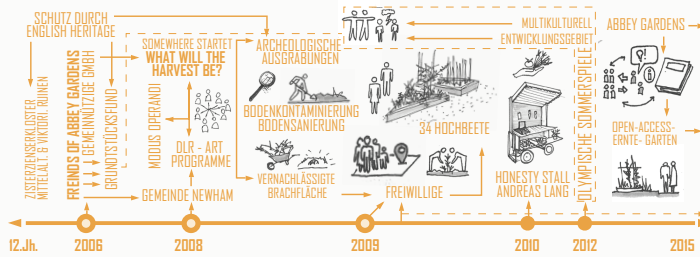 SCHUTZ DURCH
ENGLISH HERITAGE
ZISTERZIENSERKLUSTER
MITTELALT. & VIKTORI. RUINEN
FREINDS OF ABBEY GARDENS
GEMEINNÜTZIGE GMBH
GRUNDTSTÜCKSFUND
SOMEWHERE STARTET
WHAT WILL THE
HARVEST BE?
MODUS OPERANDI
DLR - ART
PROGRAMME
GEMEINDE NEWHAM
ARCHEOLOGISCHE
AUSGRABUNGEN
BODENKONTAMINIERUNG
BODENSANIERUNG
VERNACHLÄSSIGTE
BRACHFLÄCHE
FREIWILLIGE
34 HOCHBEETE
MULTIKULTURELL
ENTWICKLUNGSGEBIET
HONESTY STALL
ANDREAS LANG
OLYMPISCHE SOMMERSPIELE
ABBEY GARDENS
OPEN-ACCESS-
ERNTE- GARTEN
12.Jh.
2006
2008
2009
2010
2012
2015